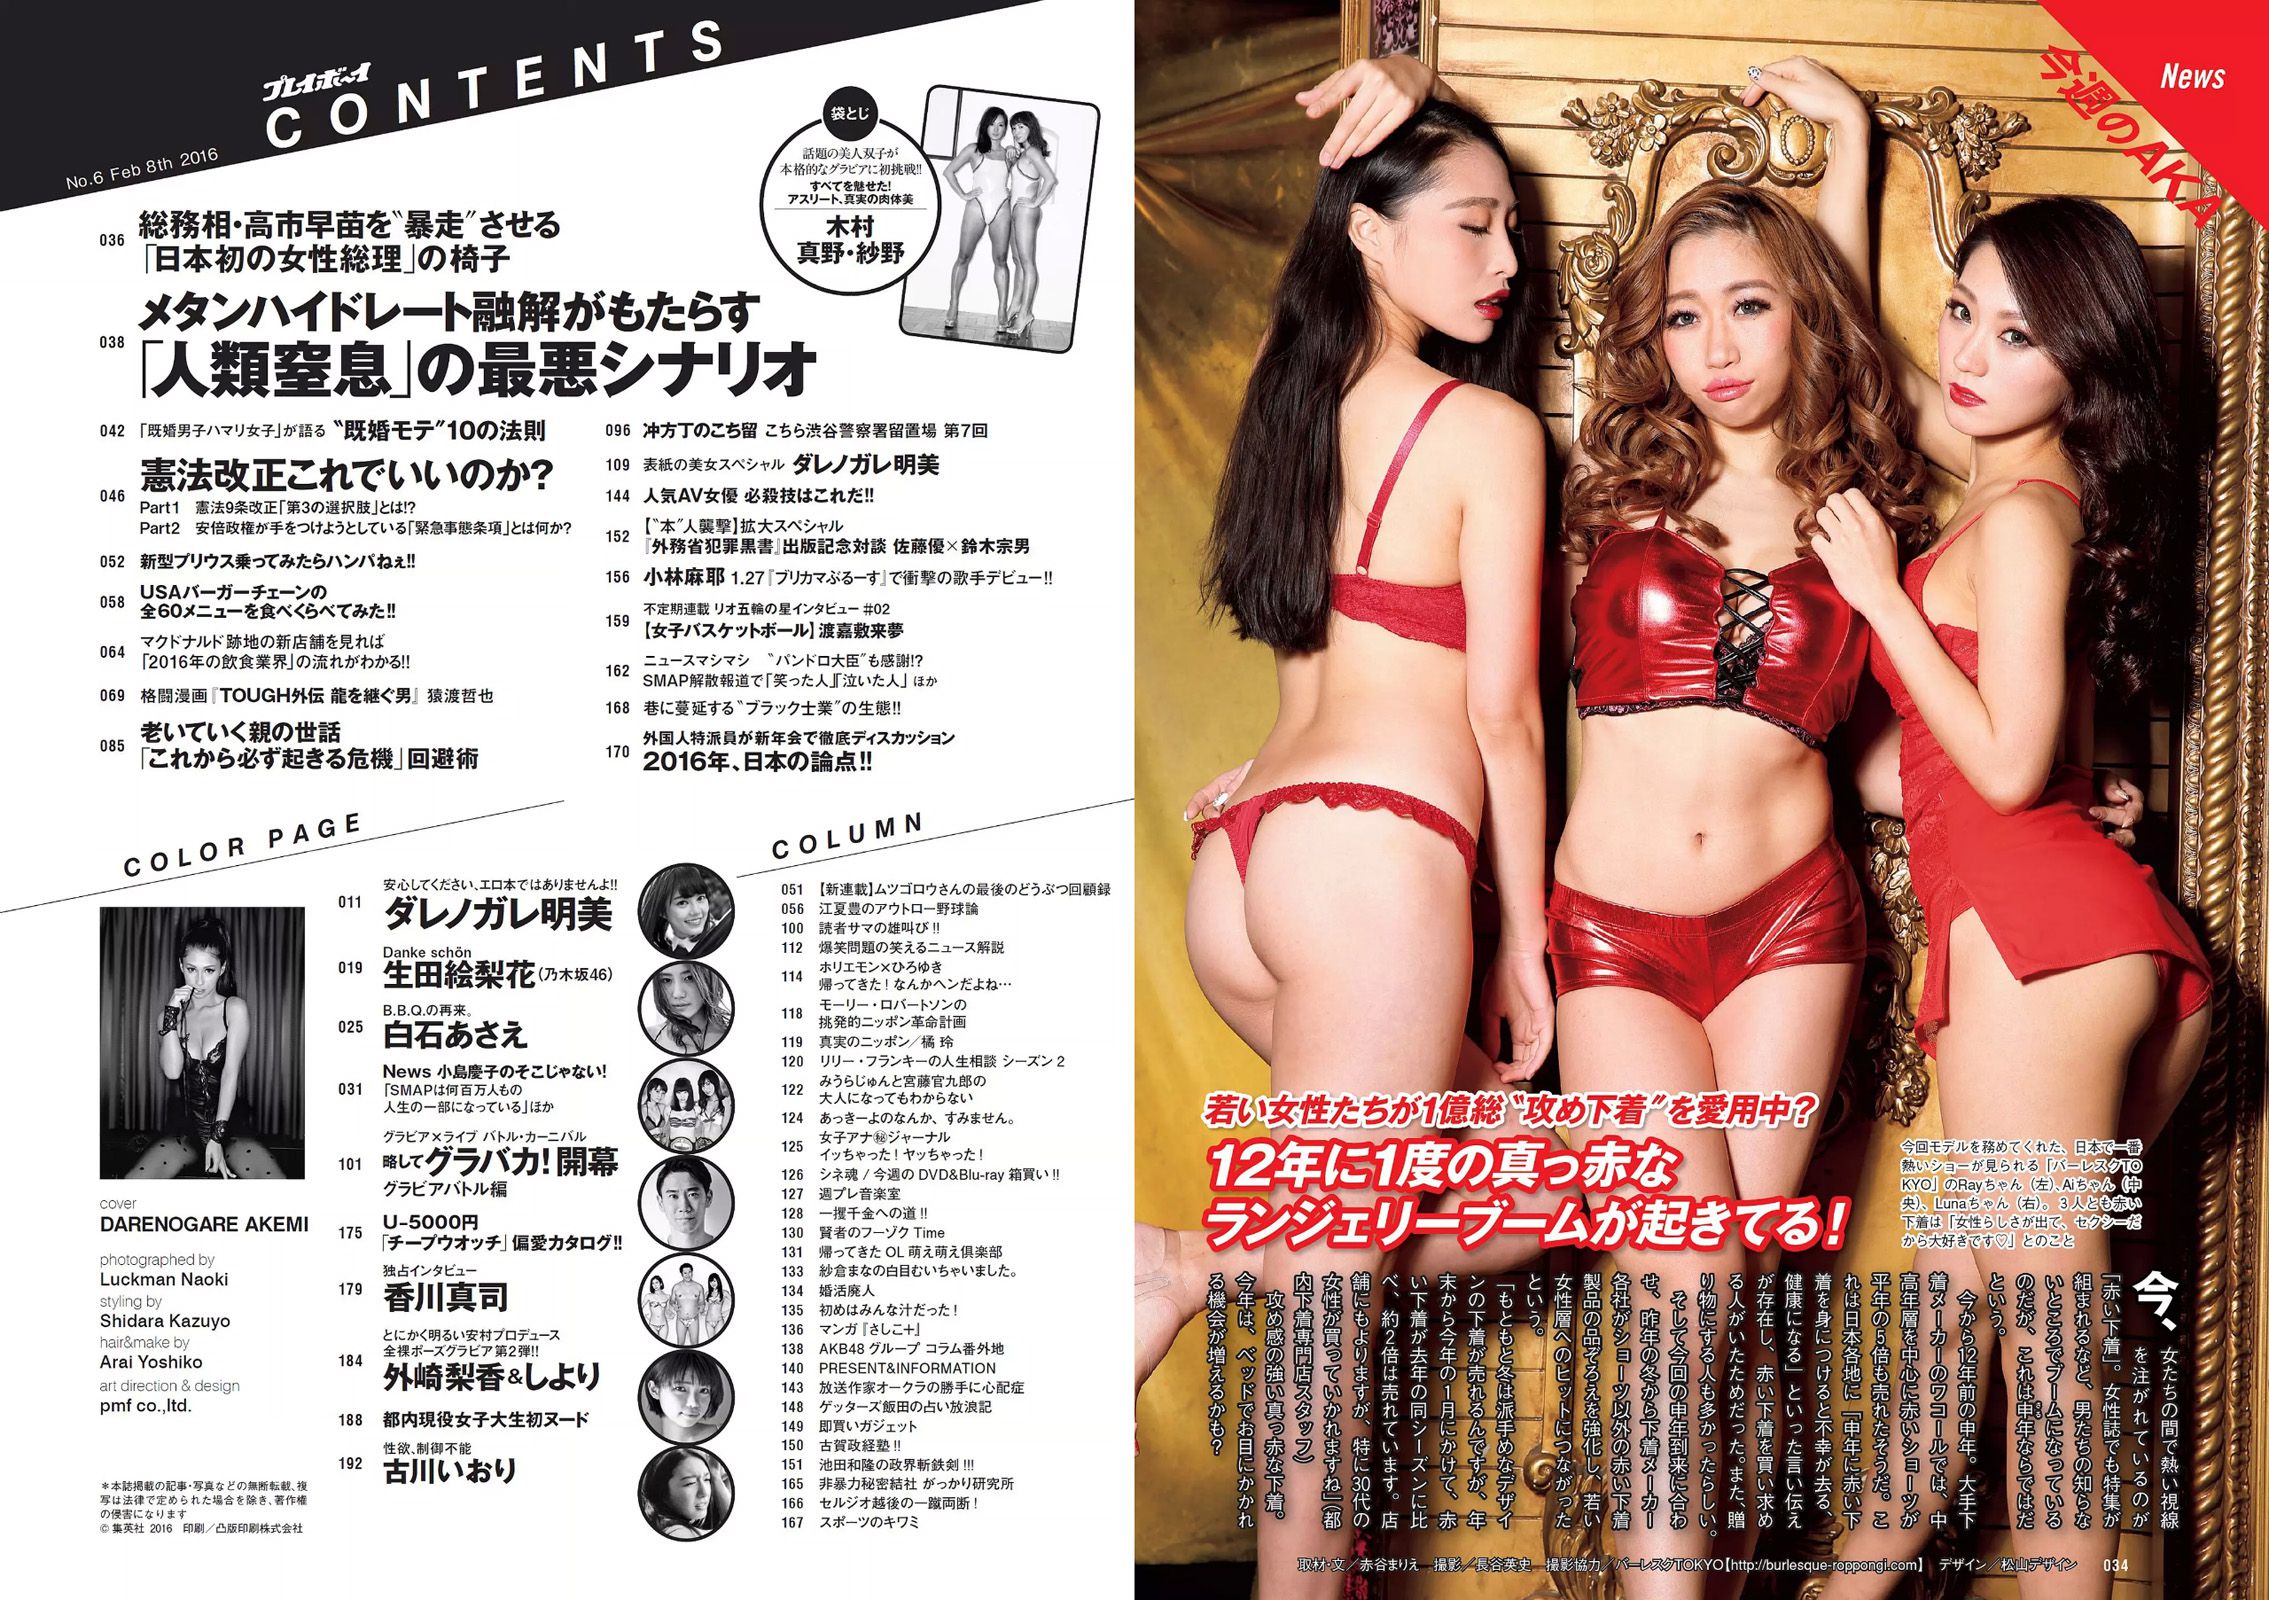 プレイボーイ
CONTENTS
No.6 Feb 8th 2016
袋とじ
話題の美人双子が
本格的なグラビアに初挑戦!!
すべてを魅せた!
アスリート、真実の肉体美
木村
真野・紗野
036 総務相・高市早苗を“暴走”させる
「日本初の女性総理」の椅子
038 メタンハイドレート融解がもたらす
「人類窒息」の最悪シナリオ
042 「既婚男子ハマリ女子」が語る “既婚モテ”10の法則
046 憲法改正これでいいのか?
Part1 憲法9条改正「第3の選択肢」とは!?
Part2 安倍政権が手をつけようとしている「緊急事態条項」とは何か?
052 新型プリウス乗ってみたらハンパねぇ!!
058 USAバーガーチェーンの
全60メニューを食べくらべてみた!!
064 マクドナルド跡地の新店舗を見れば
「2016年の飲食業界」の流れがわかる!!
069 格闘漫画『TOUGH外伝 龍を継ぐ男』 猿渡哲也
085 老いていく親の世話
「これから必ず起きる危機」回避術
096 冲方丁のこち留 こちら渋谷警察署留置場 第7回
109 表紙の美女スペシャル ダレノガレ明美
144 人気AV女優 必殺技はこれだ!!
152 【“本”人襲撃】拡大スペシャル
『外務省犯罪黒書』出版記念対談 佐藤優×鈴木宗男
156 小林麻耶 1.27『ブリカマぶるーす』で衝撃の歌手デビュー!!
159 不定期連載 リオ五輪の星インタビュー #02
【女子バスケットボール】渡嘉敷来夢
162 ニュースマシマシ “パンドロ大臣”も感謝!?
SMAP解散報道で「笑った人」「泣いた人」 ほか
168 巷に蔓延する“ブラック士業”の生態!!
170 外国人特派員が新年会で徹底ディスカッション
2016年、日本の論点!!
COLOR PAGE
cover
DARENOGARE AKEMI
photographed by
Luckman Naoki
styling by
Shidara Kazuyo
hair&make by
Arai Yoshiko
art direction & design
pmf co.,ltd.
*本誌掲載の記事・写真などの無断転載、複
写は法律で定められた場合を除き、著作権
の侵害になります
© 集英社 2016 印刷／凸版印刷株式会社
011 安心してください、エロ本ではありませんよ!!
ダレノガレ明美
019 Danke schön
生田絵梨花(乃木坂46)
025 B.B.Q.の再来。
白石あさえ
031 News 小島慶子のそこじゃない!
「SMAPは何百万人もの
人生の一部になっている」ほか
101 グラビア×ライブ バトル・カーニバル
略してグラバカ!開幕
グラビアバトル編
175 U-5000円
「チープウオッチ」偏愛カタログ!!
179 独占インタビュー
香川真司
184 とにかく明るい安村プロデュース
全裸ポーズグラビア第2弾!!
外崎梨香&しより
188 都内現役女子大生初ヌード
192 性欲、制御不能
古川いおり
COLUMN
051 【新連載】ムツゴロウさんの最後のどうぶつ回顧録
056 江夏豊のアウトロー野球論
100 読者サマの雄叫び!!
112 爆笑問題の笑えるニュース解説
114 ホリエモン×ひろゆき
帰ってきた!なんかヘンだよね…
118 モーリー・ロバートソンの
挑発的ニッポン革命計画
119 真実のニッポン／橘 玲
120 リリー・フランキーの人生相談 シーズン2
122 みうらじゅんと宮藤官九郎の
大人になってもわからない
124 あっきーよのなんか、すみません。
125 女子アナ㊙ジャーナル
イッちゃった!ヤッちゃった!
126 シネ魂 / 今週のDVD&Blu-ray 箱買い!!
127 週プレ音楽室
128 一攫千金への道!!
130 賢者のフーゾク Time
131 帰ってきたOL萌え萌え倶楽部
133 紗倉まなの白目むいちゃいました。
134 婚活廃人
135 初めはみんな汁だった!
136 マンガ『さしこ＋』
138 AKB48グループ コラム番外地
140 PRESENT&INFORMATION
143 放送作家オークラの勝手に心配症
148 ゲッターズ飯田の占い放浪記
149 即買いガジェット
150 古賀政経塾!!
151 池田和隆の政界斬鉄剣!!!
165 非暴力秘密結社 がっかり研究所
166 セルジオ越後の一蹴両断!
167 スポーツのキワミ
News
今週のAKA
若い女性たちが1億総“攻め下着”を愛用中?
12年に1度の真っ赤な
ランジェリーブームが起きてる!
今回モデルを務めてくれた、日本で一番
熱いショーが見られる「バーレスクTO
KYO」のRayちゃん（左）、Aiちゃん（中
央）、Lunaちゃん（右）。3人とも赤い
下着は「女性らしさが出て、セクシーだ
から大好きです♡」とのこと
今、女たちの間で熱い視線
を注がれているのが
「赤い下着」。女性誌でも特集が
組まれるなど、男たちの知らな
いところでブームになっている
のだが、これは申年ならではだ
という。
今から12年前の申年。大手下
着メーカーのワコールでは、中
高年層を中心に赤いショーツが
平年の5倍も売れたそうだ。こ
れは日本各地に「申年に赤い下
着を身につけると不幸が去る、
健康になる」といった言い伝え
が存在し、赤い下着を買い求め
る人がいたためだった。また、贈
り物にする人も多かったらしい。
そして今回の申年到来に合わ
せ、昨年の冬から下着メーカー
各社がショーツ以外の赤い下着
製品の品ぞろえを強化し、若い
女性層へのヒットにつながった
という。
「もともと冬は派手めなデザイ
ンの下着が売れるんですが、年
末から今年の1月にかけて、赤
い下着が去年の同シーズンに比
べ、約2倍は売れています。店
舗にもよりますが、特に30代の
女性が買っていかれますね」（都
内下着専門店スタッフ）
攻め感の強い真っ赤な下着。
今年は、ベッドでお目にかかれ
る機会が増えるかも?
取材・文／赤谷まりえ 撮影／長谷英史 撮影協力／バーレスクTOKYO【http://burlesque-roppongi.com】 デザイン／松山デザイン 034